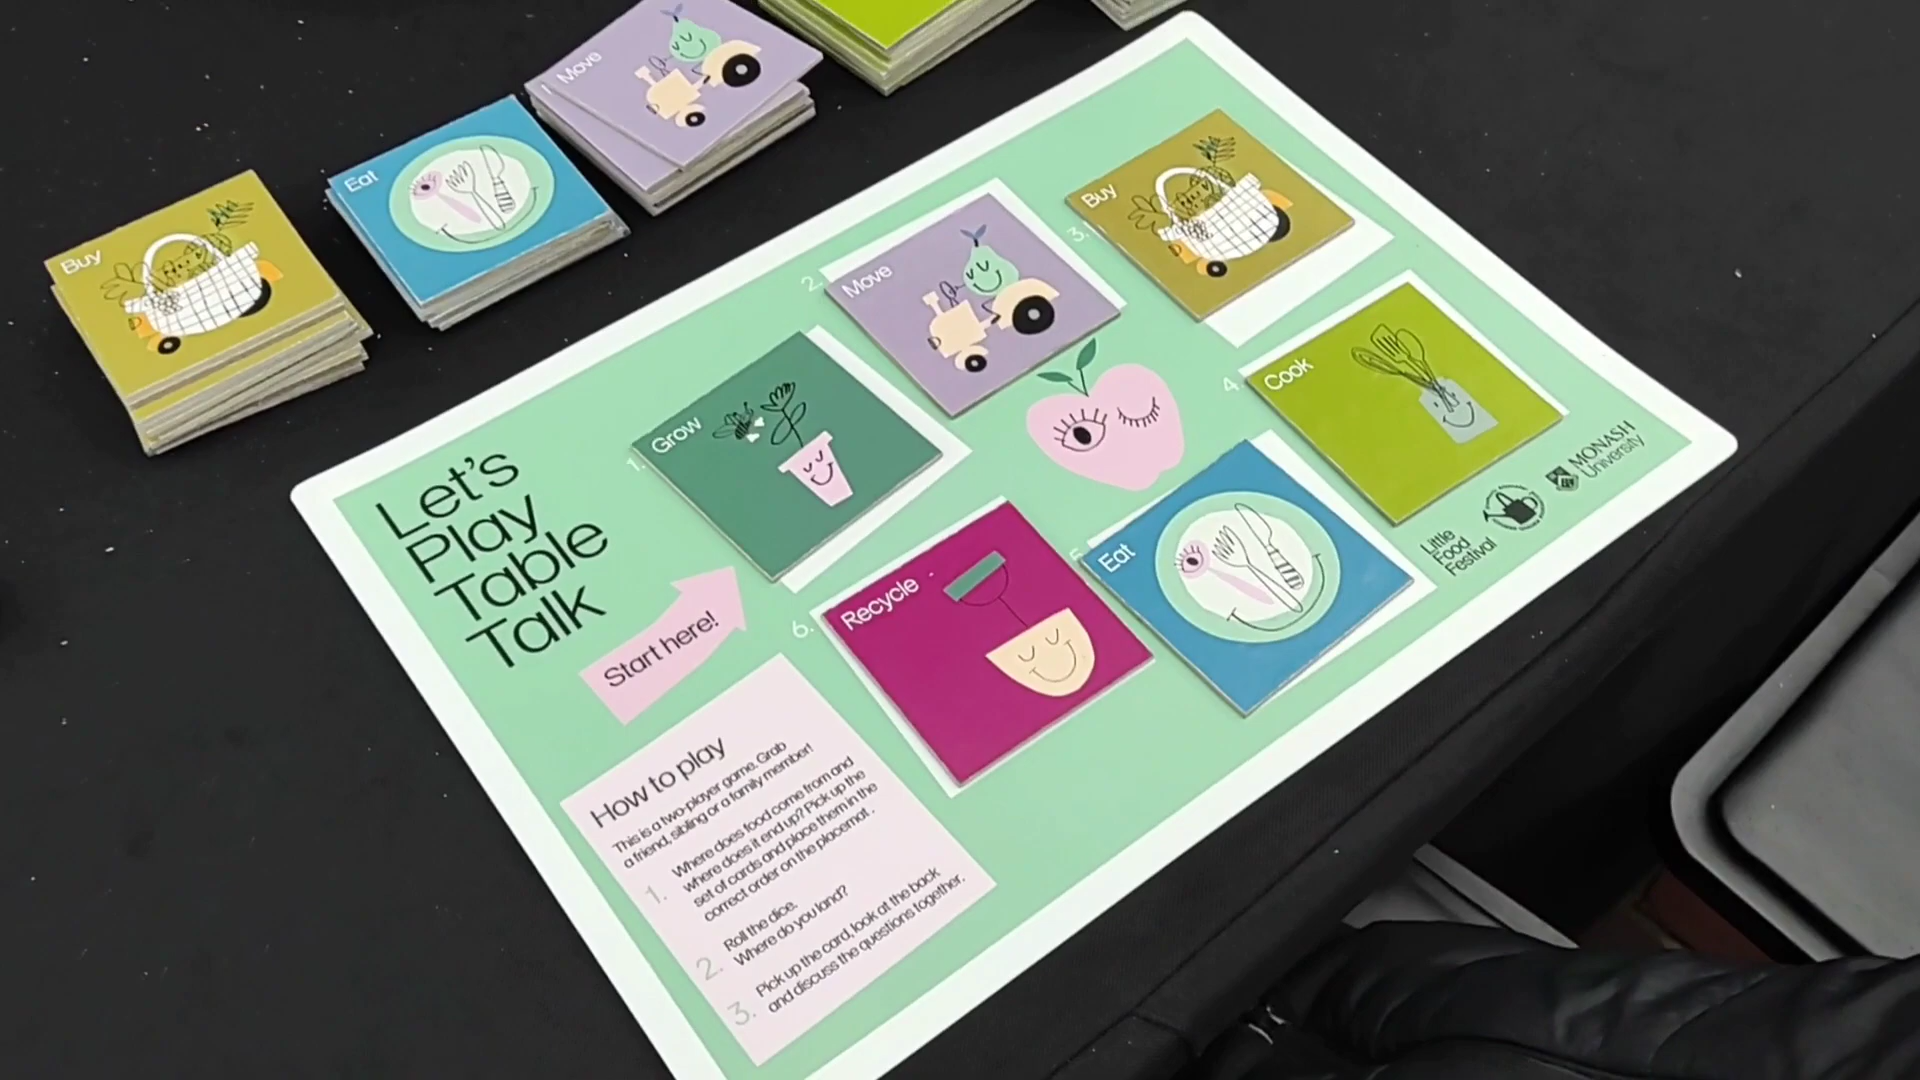 Buy
Eat
Move
Let's
Play
Table
Talk
Start here!
1.
Grow
2.
Move
3.
Buy
4.
Cook
5.
Eat
6.
Recycle
How to play
This is a two-player game. Grab
a friend, sibling or a family member!
1. Where does food come from and
where does it end up? Pick up the
set of cards and place them in the
correct order on the placemat.
2. Roll the dice.
Where do you land?
3. Pick up the card, look at the back
and discuss the questions together.
Little
Food
Festival
MONASH
University